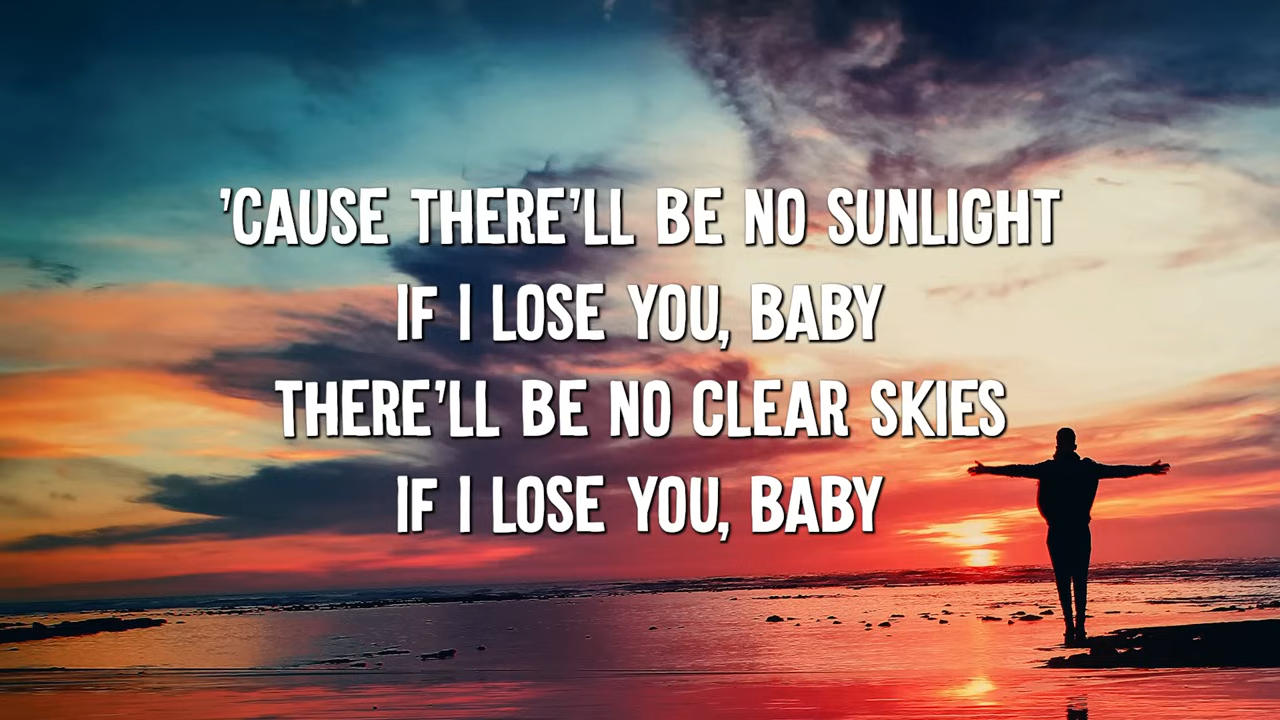 'CAUSE THERE'LL BE NO SUNLIGHT
IF I LOSE YOU, BABY
THERE'LL BE NO CLEAR SKIES
IF I LOSE YOU, BABY